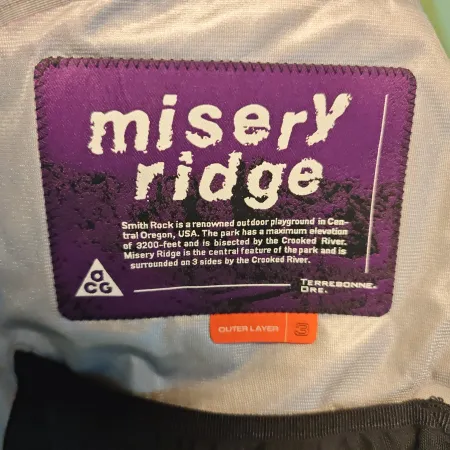 misery
ridge
Smith Rock is a renowned outdoor playground in Cen-
tral Oregon, USA. The park has a maximum elevation
of 3200-feet and is bisected by the Crooked River.
Misery Ridge is the central feature of the park and is
surrounded on 3 sides by the Crooked River.
ACG
TERREBONNE,
ORE.
OUTER LAYER